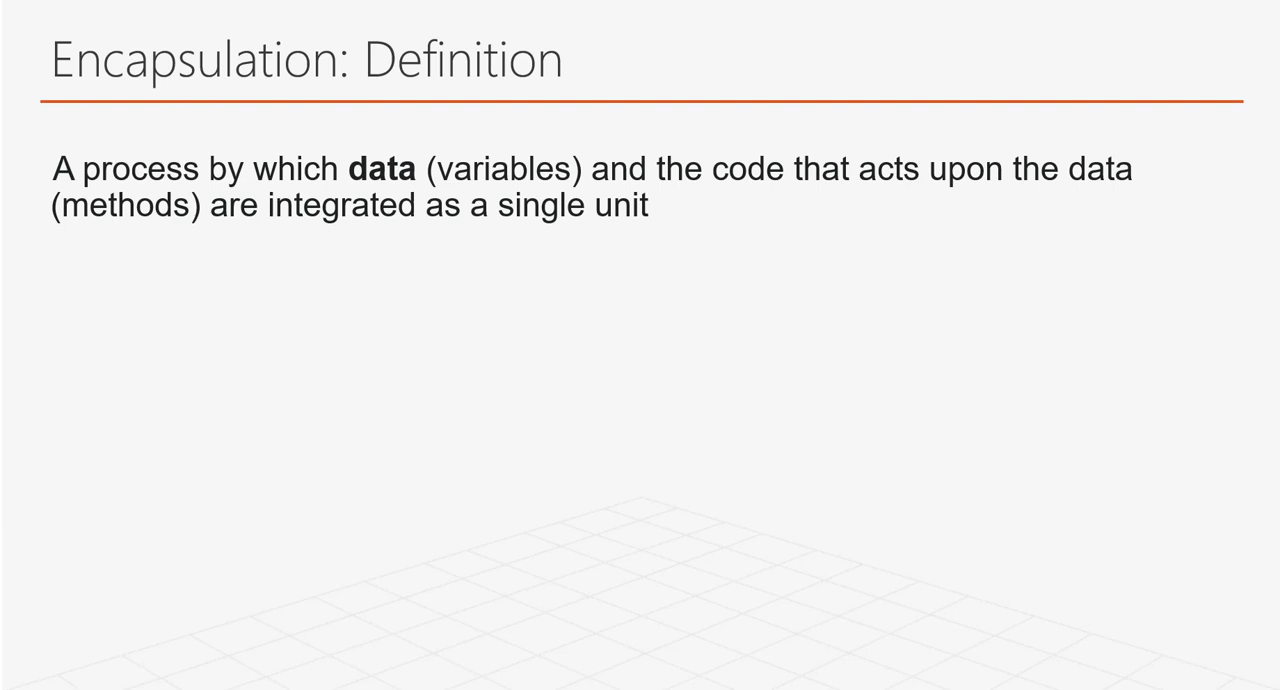 Encapsulation: Definition
A process by which data (variables) and the code that acts upon the data
(methods) are integrated as a single unit